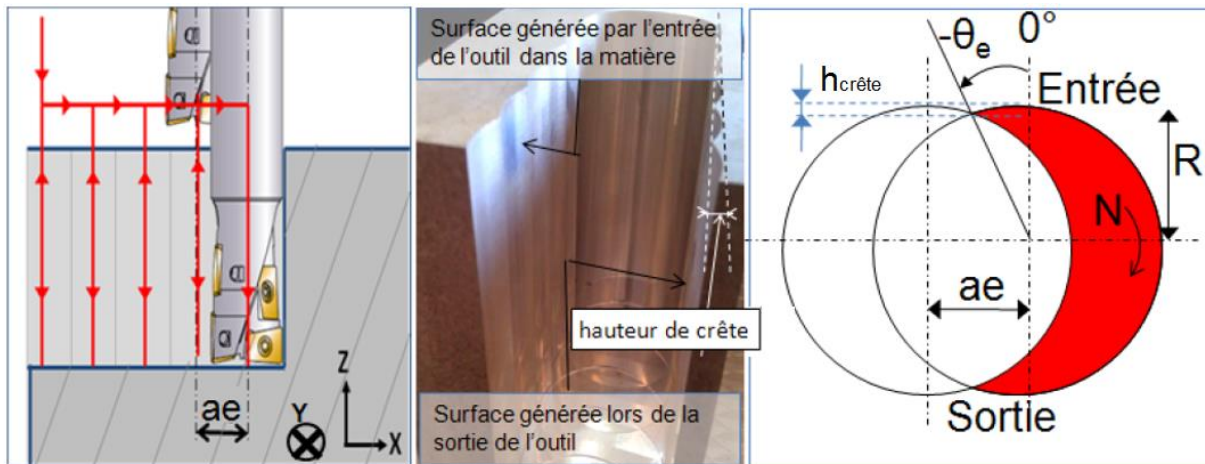 ae
Y
Z
X
Surface générée par l'entrée
de l'outil dans la matière
hauteur de crête
Surface générée lors de la
sortie de l'outil
-θe
0°
hcrête
Entrée
R
N
ae
Sortie